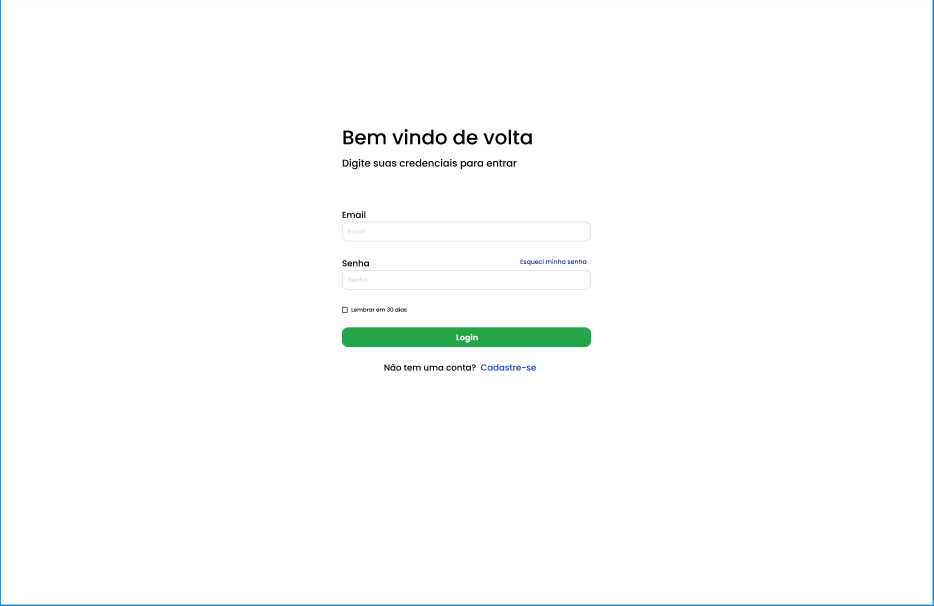 Bem vindo de volta
Digite suas credenciais para entrar
Email
Email
Senha
Esqueci minha senha
Senha
Lembrar em 30 dias
Login
Não tem uma conta? Cadastre-se